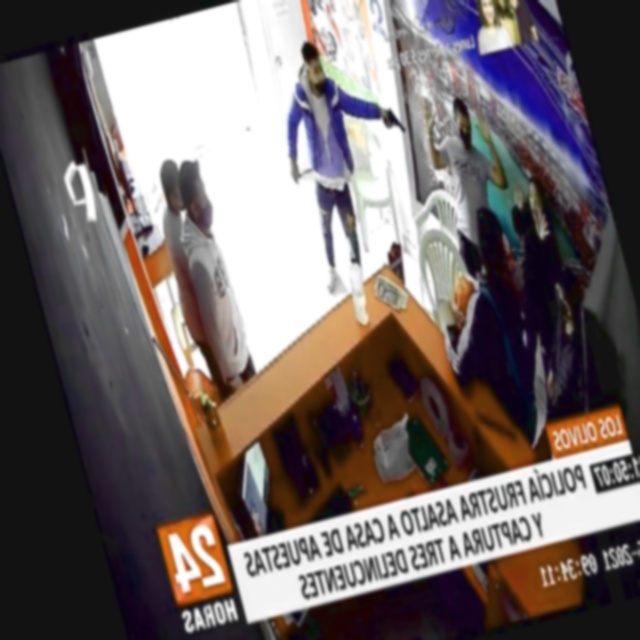 LOS OLIVOS
:50:07
POLICÍA FRUSTRA ASALTO A CASA DE APUESTAS
Y CAPTURA A TRES DELINCUENTES
24
HORAS
-2021 09:34:11